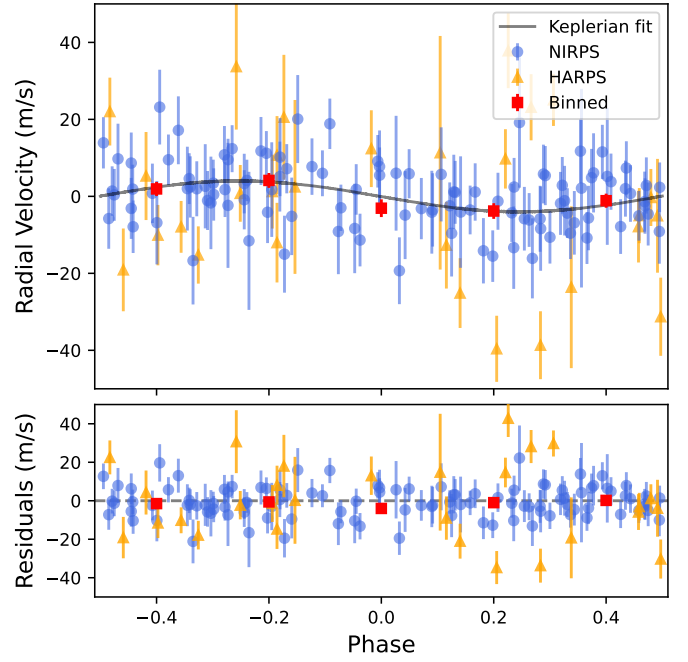 40
20
0
−20
−40
Radial Velocity (m/s)
Keplerian fit
NIRPS
HARPS
Binned
40
20
0
−20
−40
Residuals (m/s)
−0.4
−0.2
0.0
0.2
0.4
Phase